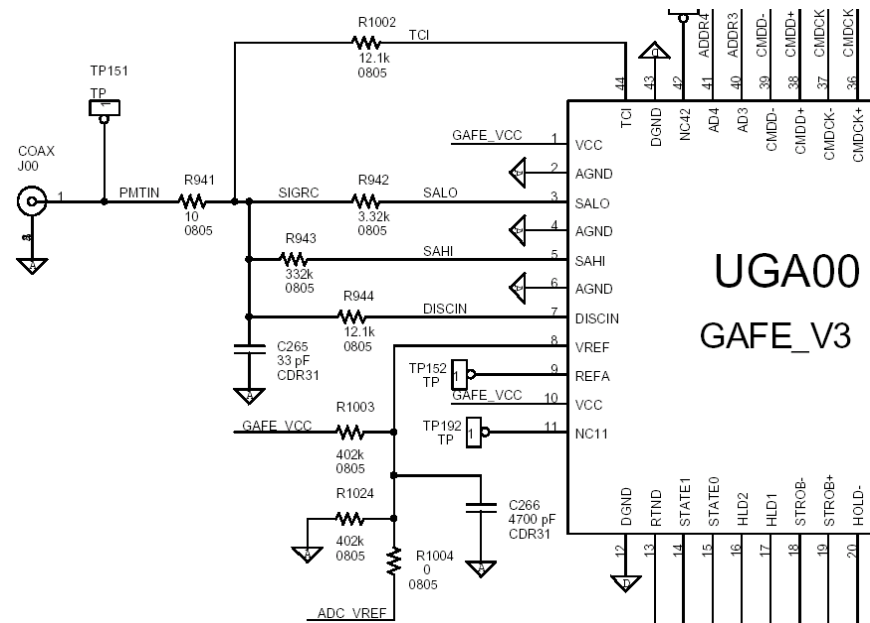 R1002
TCI
12.1k
0805
TP151
TP
1
COAX
J00
1
PMTIN
R941
10
0805
SIGRC
R942
3.32k
0805
SALO
R943
332k
0805
SAHI
R944
12.1k
0805
DISCIN
C265
33 pF
CDR31
A
A
GAFE_VCC
R1003
402k
0805
R1024
402k
0805
A
R1004
0
0805
ADC_VREF
C266
4700 pF
CDR31
A
TP152
TP
1
GAFE_VCC
TP192
TP
1
GAFE_VCC
44
43
42
41
40
39
38
37
36
ADDR4
ADDR3
CMDD-
CMDD+
CMDCK-
CMDCK
TCI
DGND
NC42
AD4
AD3
CMDD-
CMDD+
CMDCK-
CMDCK+
1 VCC
2 AGND
3 SALO
4 AGND
5 SAHI
6 AGND
7 DISCIN
8 VREF
9 REFA
10 VCC
11 NC11
UGA00
GAFE_V3
DGND
RTND
STATE1
STATE0
HLD2
HLD1
STROB-
STROB+
HOLD-
12
13
14
15
16
17
18
19
20
D